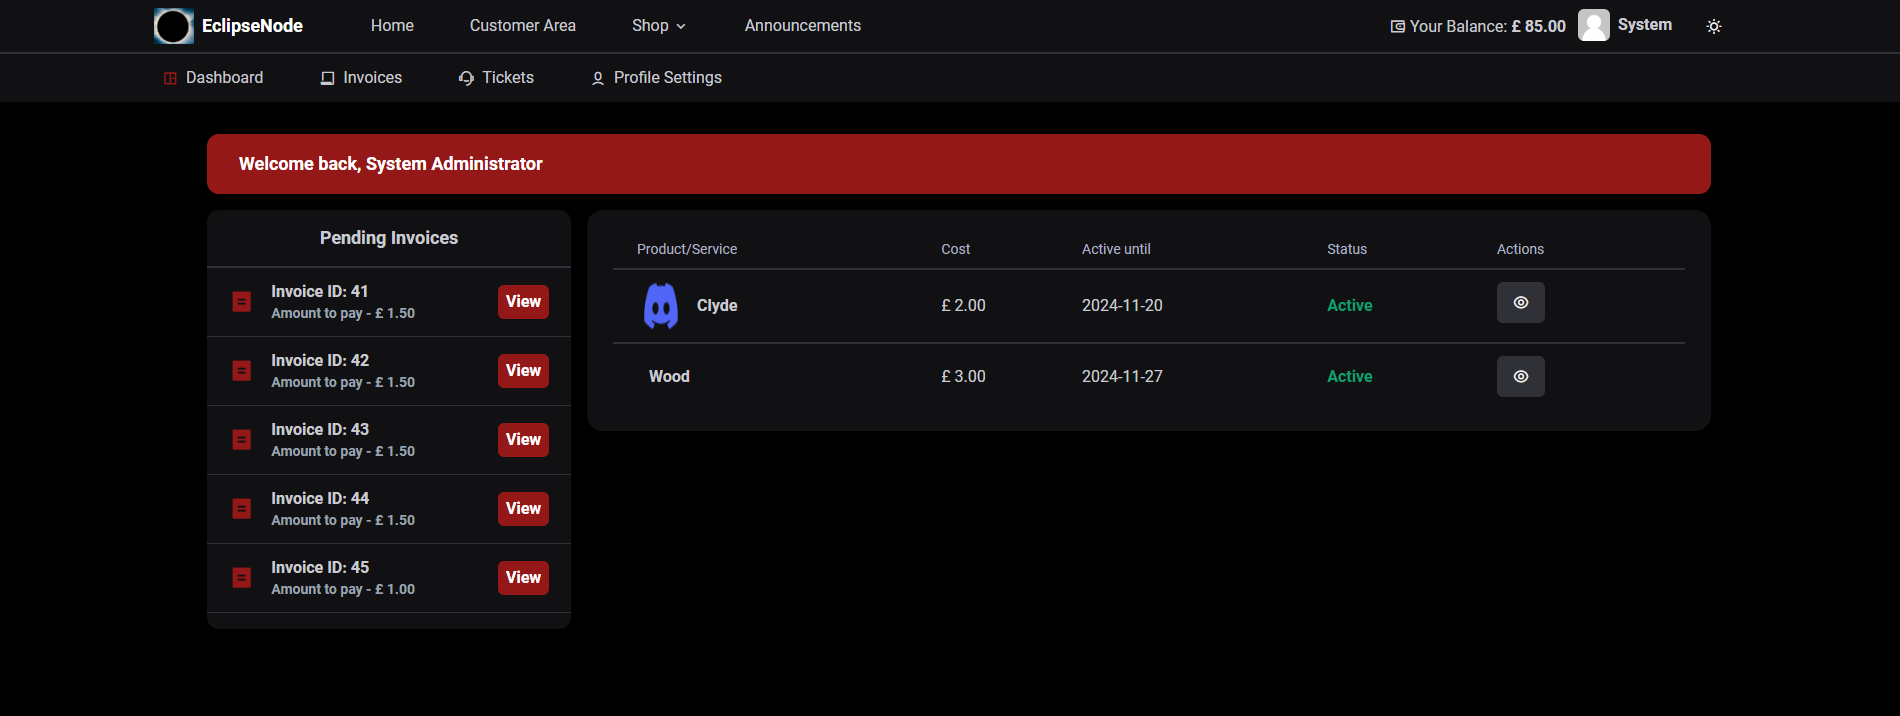 EclipseNode Home Customer Area Shop Announcements Your Balance: £ 85.00 System
Dashboard Invoices Tickets Profile Settings
Welcome back, System Administrator
Pending Invoices
Invoice ID: 41
Amount to pay - £ 1.50
View
Invoice ID: 42
Amount to pay - £ 1.50
View
Invoice ID: 43
Amount to pay - £ 1.50
View
Invoice ID: 44
Amount to pay - £ 1.50
View
Invoice ID: 45
Amount to pay - £ 1.00
View
Product/Service Cost Active until Status Actions
Clyde £ 2.00 2024-11-20 Active
Wood £ 3.00 2024-11-27 Active